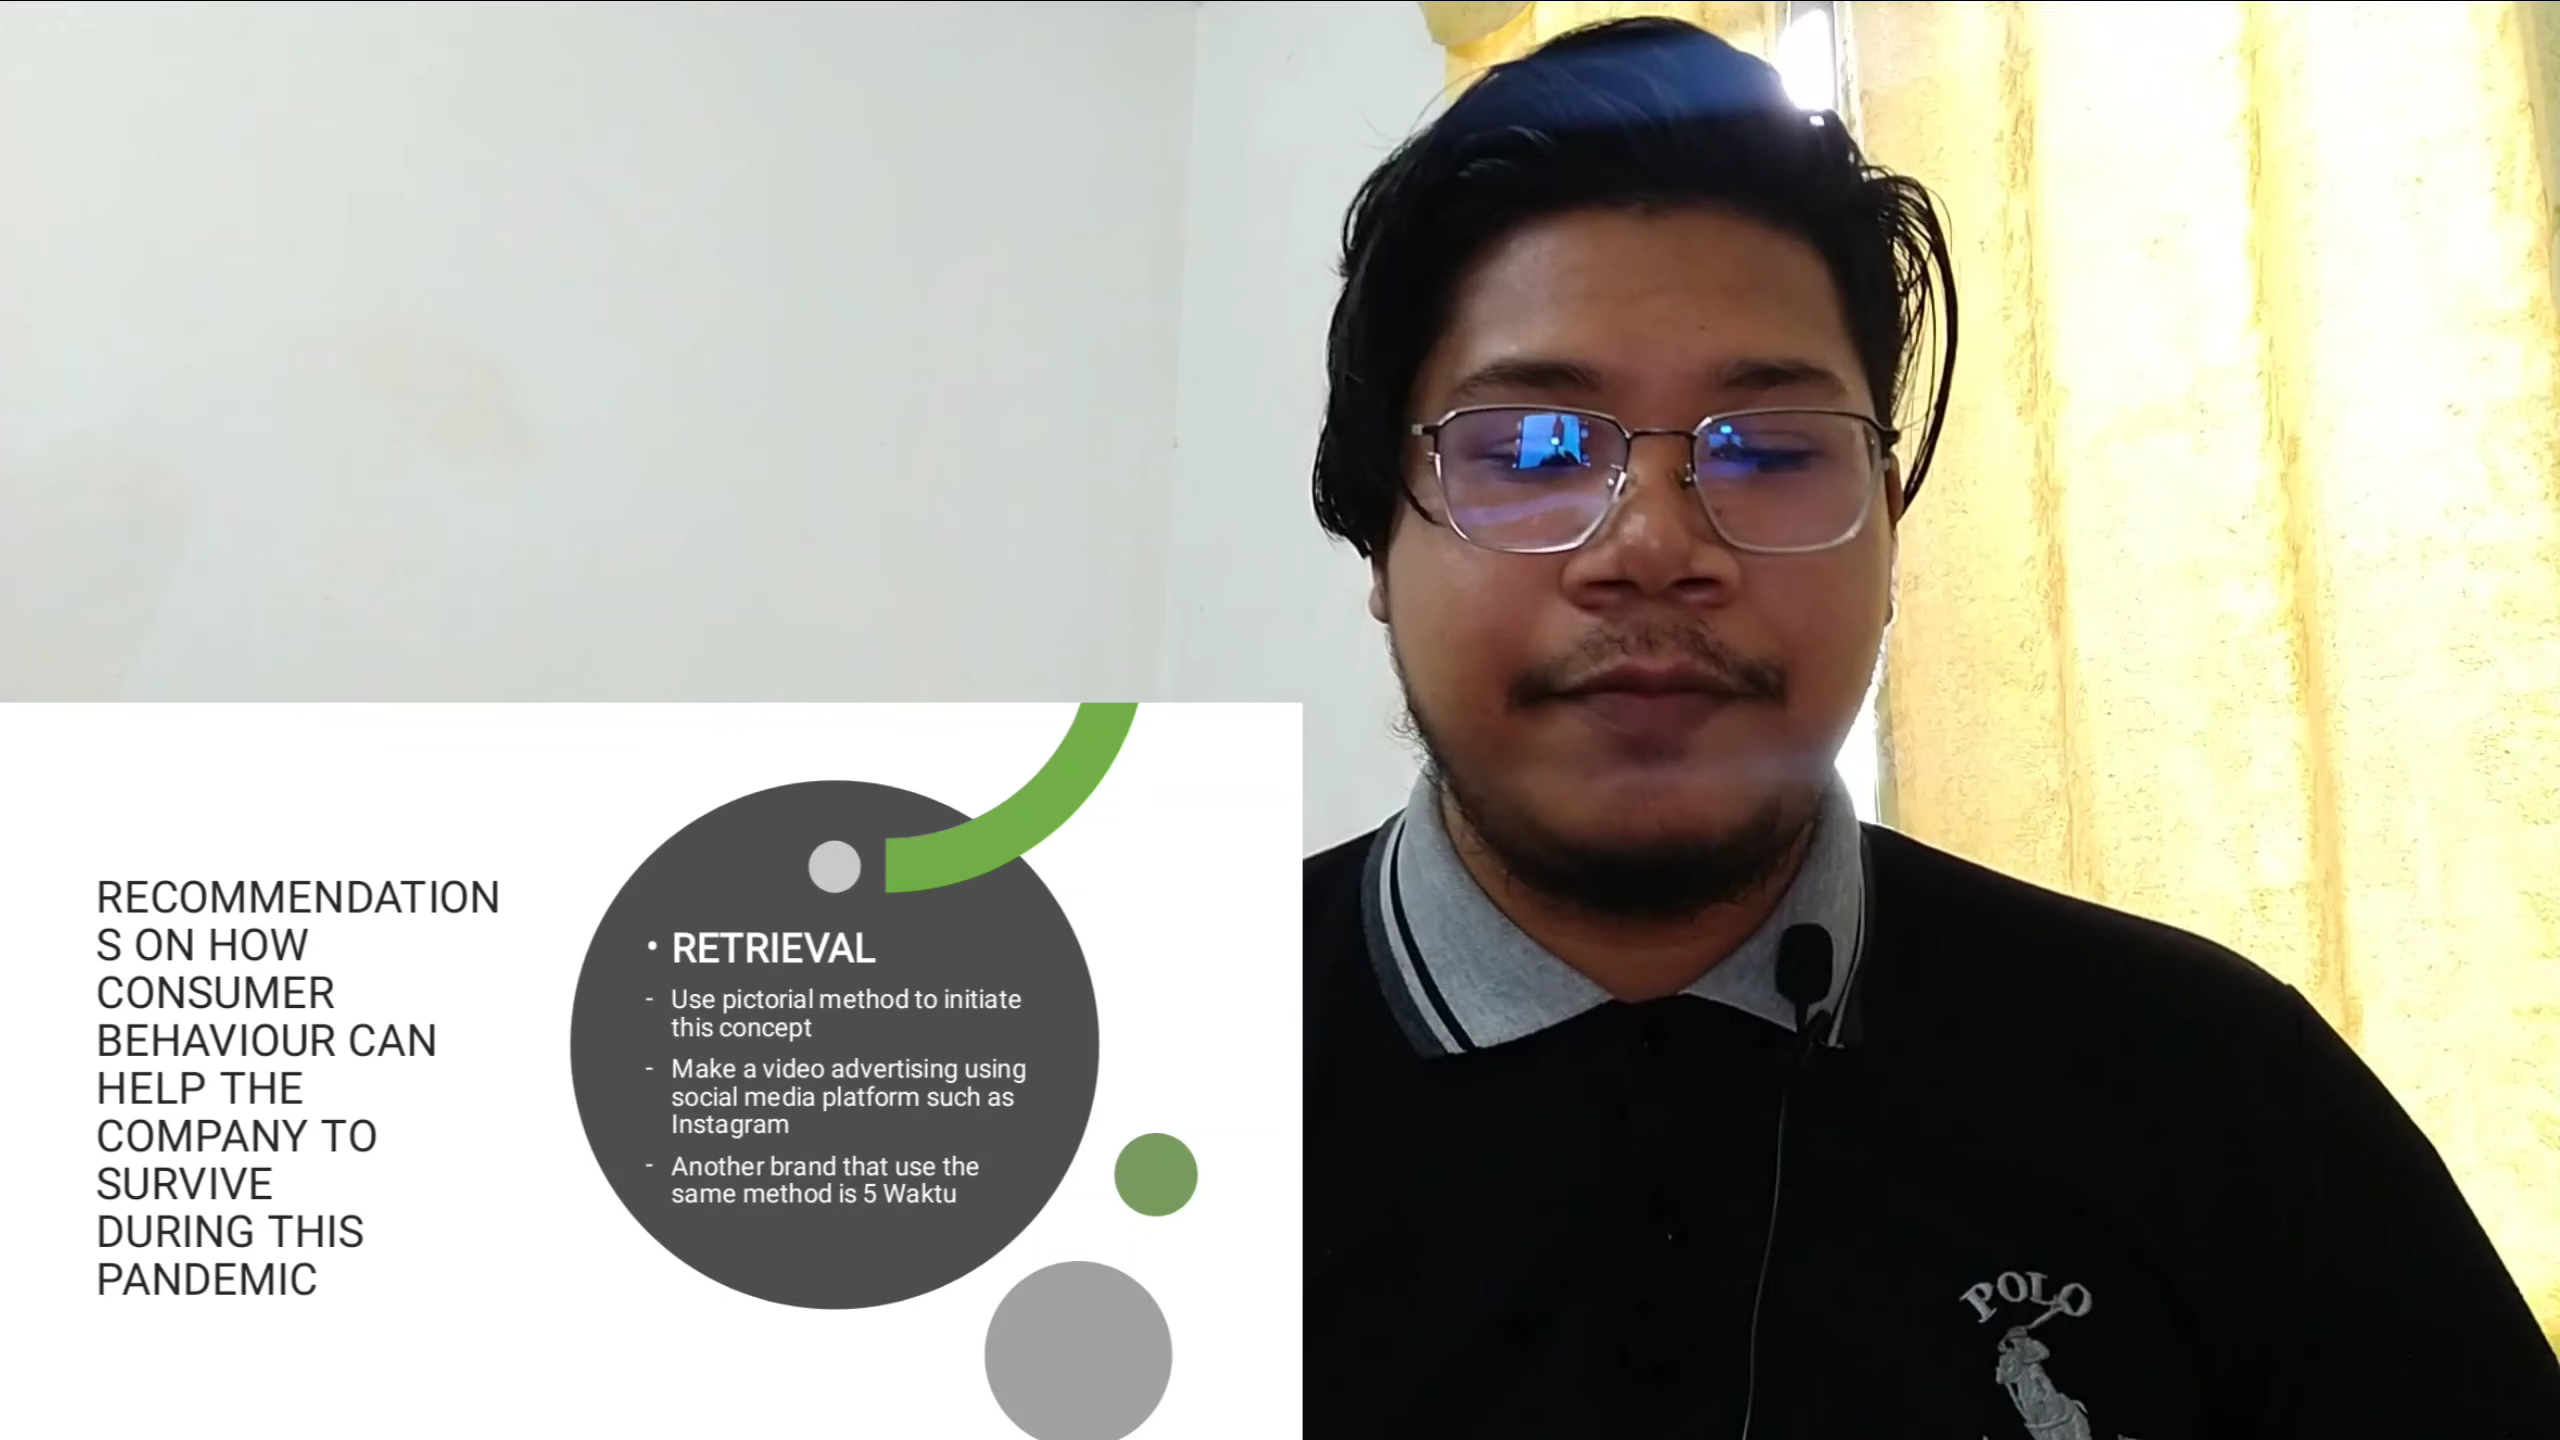 RECOMMENDATION
S ON HOW
CONSUMER
BEHAVIOUR CAN
HELP THE
COMPANY TO
SURVIVE
DURING THIS
PANDEMIC
• RETRIEVAL
- Use pictorial method to initiate
this concept
- Make a video advertising using
social media platform such as
Instagram
- Another brand that use the
same method is 5 Waktu
POLO